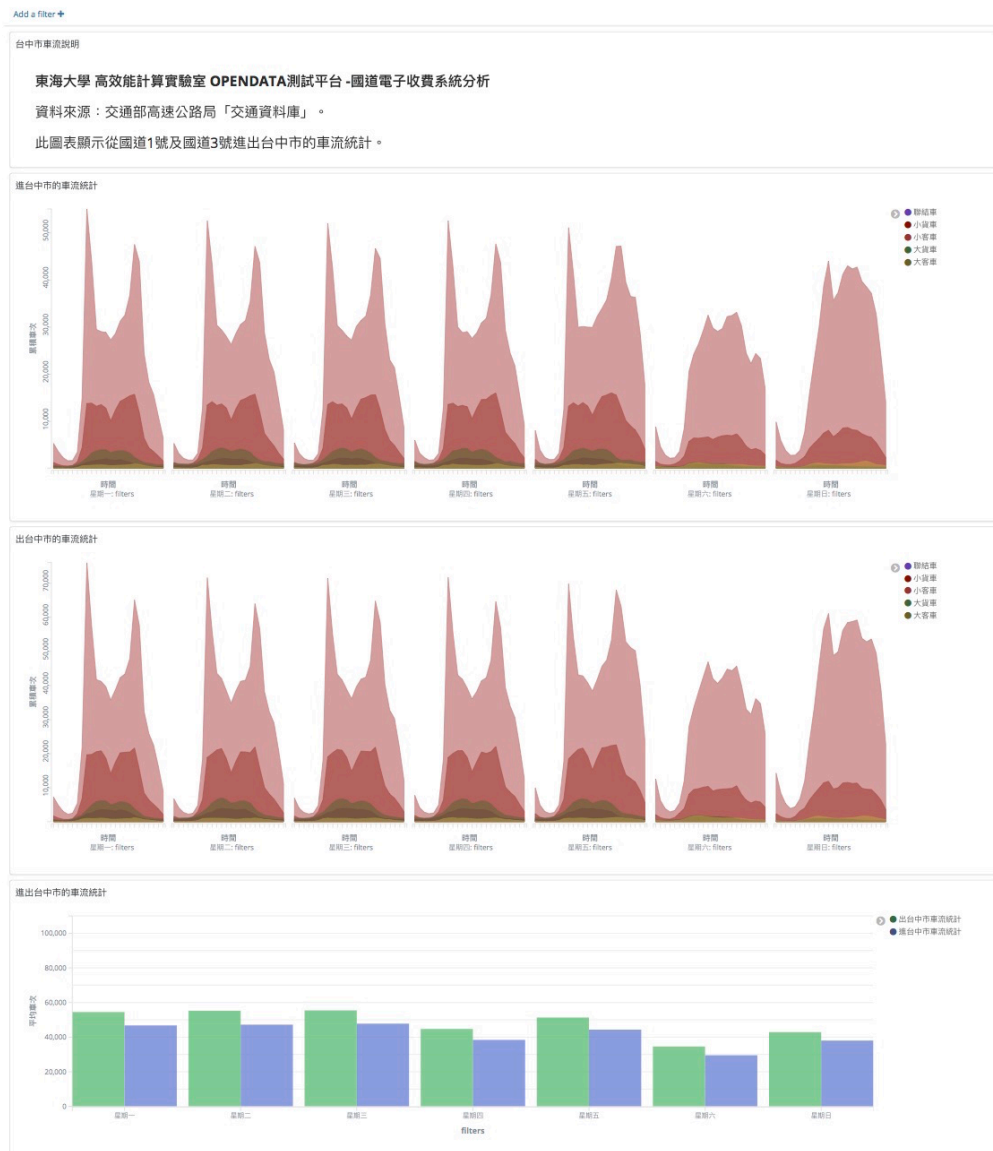 Add a filter +
台中市車流說明
東海大學 高效能計算實驗室 OPENDATA測試平台 -國道電子收費系統分析
資料來源：交通部高速公路局「交通資料庫」。
此圖表顯示從國道1號及國道3號進出台中市的車流統計。
進台中市的車流統計
50,000
40,000
30,000
20,000
10,000
累積車次
聯結車
小貨車
小客車
大貨車
大客車
時間 時間 時間 時間 時間 時間 時間
星期一: filters 星期二: filters 星期三: filters 星期四: filters 星期五: filters 星期六: filters 星期日: filters
出台中市的車流統計
70,000
60,000
50,000
40,000
30,000
20,000
10,000
累積車次
聯結車
小貨車
小客車
大貨車
大客車
時間 時間 時間 時間 時間 時間 時間
星期一: filters 星期二: filters 星期三: filters 星期四: filters 星期五: filters 星期六: filters 星期日: filters
進出台中市的車流統計
100,000
80,000
60,000
40,000
20,000
0
平均車次
出台中市車流統計
進台中市車流統計
星期一 星期二 星期三 星期四 星期五 星期六 星期日
filters